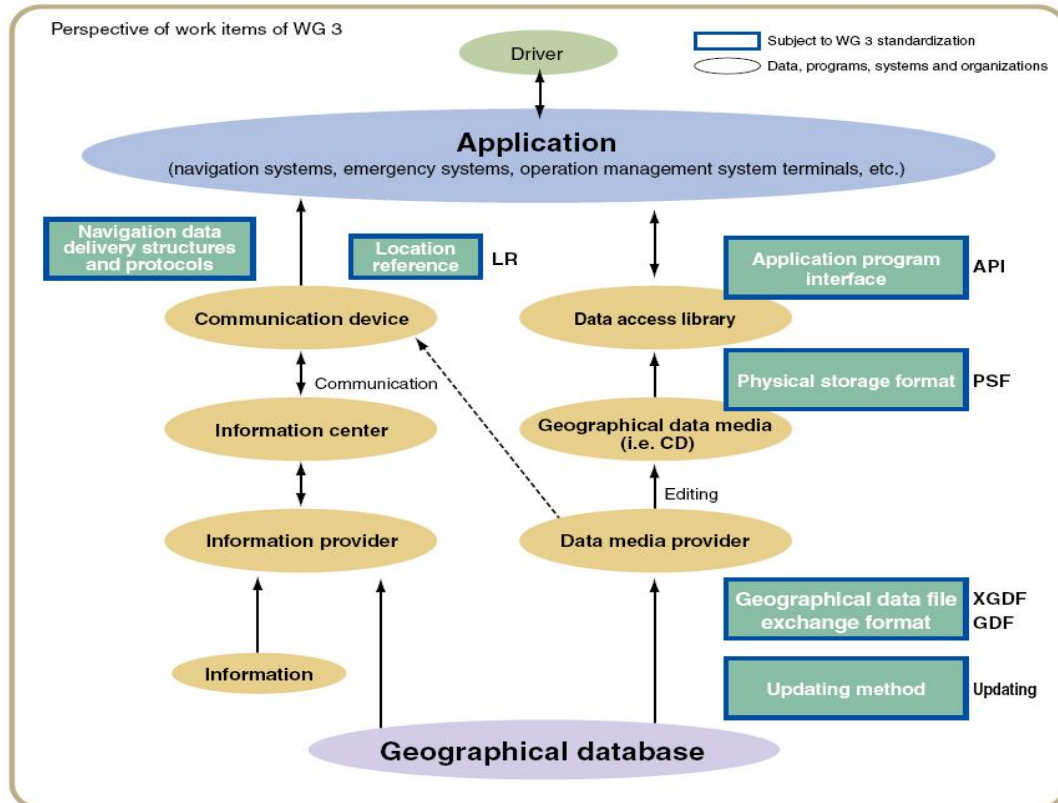 Perspective of work items of WG 3
Subject to WG 3 standardization
Data, programs, systems and organizations
Driver
Application
(navigation systems, emergency systems, operation management system terminals, etc.)
Navigation data
delivery structures
and protocols
Location
reference
LR
Application program
interface
API
Communication device
Data access library
Communication
Physical storage format
PSF
Information center
Geographical data media
(i.e. CD)
Editing
Information provider
Data media provider
Geographical data file
exchange format
XGDF
GDF
Information
Updating method
Updating
Geographical database